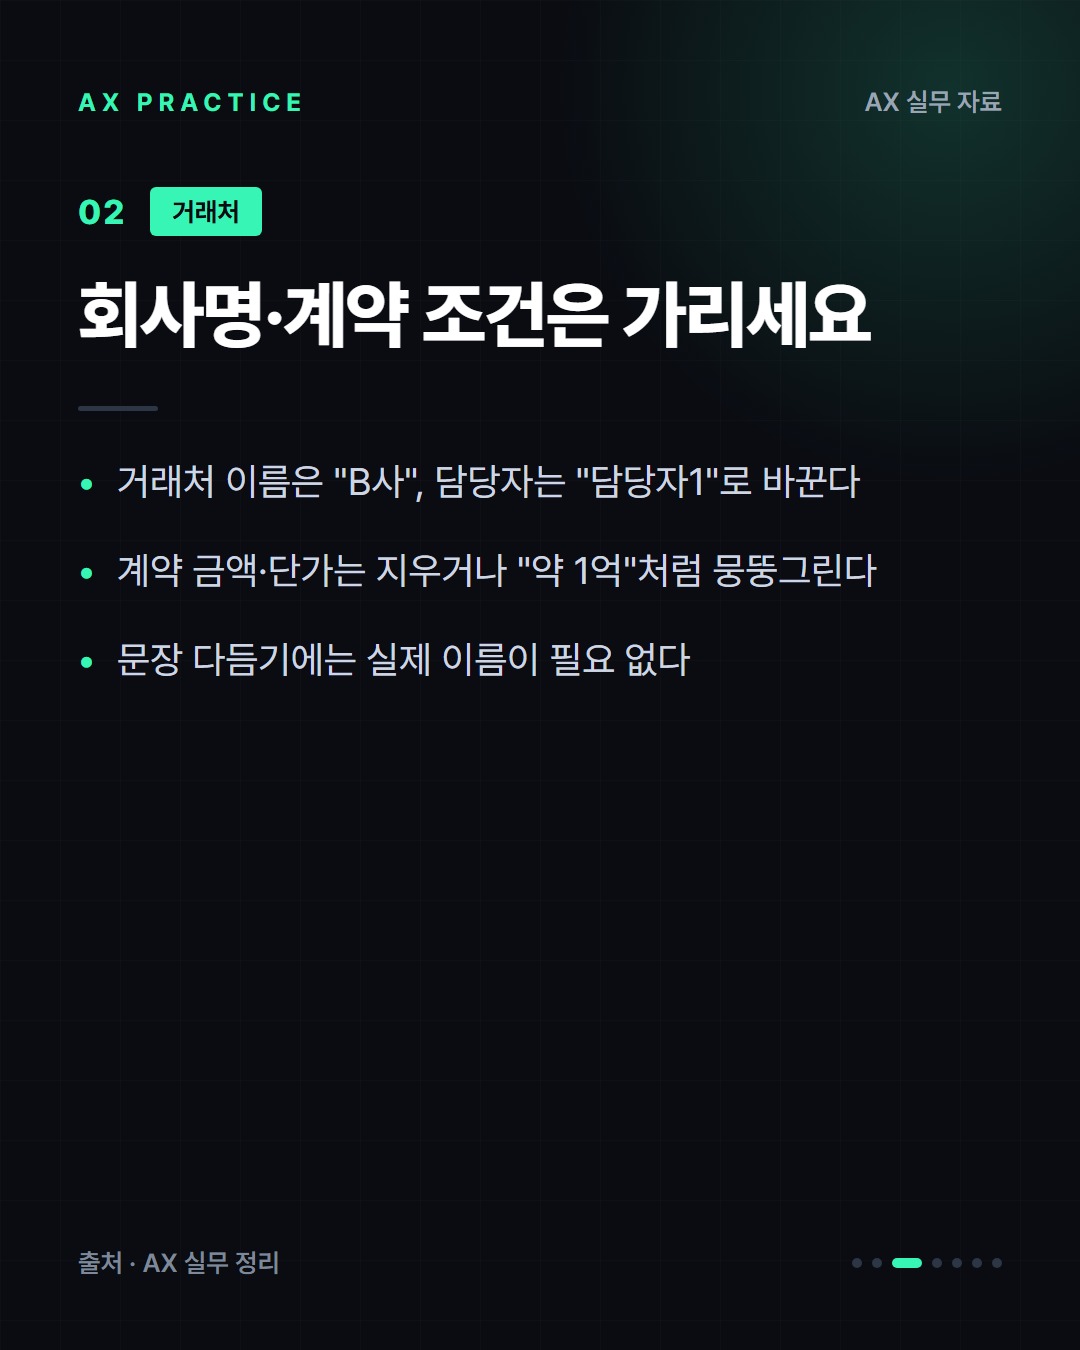 AX PRACTICE
AX 실무 자료
02
거래처
회사명·계약 조건은 가리세요
• 거래처 이름은 "B사", 담당자는 "담당자1"로 바꾼다
• 계약 금액·단가는 지우거나 "약 1억"처럼 뭉뚱그린다
• 문장 다듬기에는 실제 이름이 필요 없다
출처 · AX 실무 정리